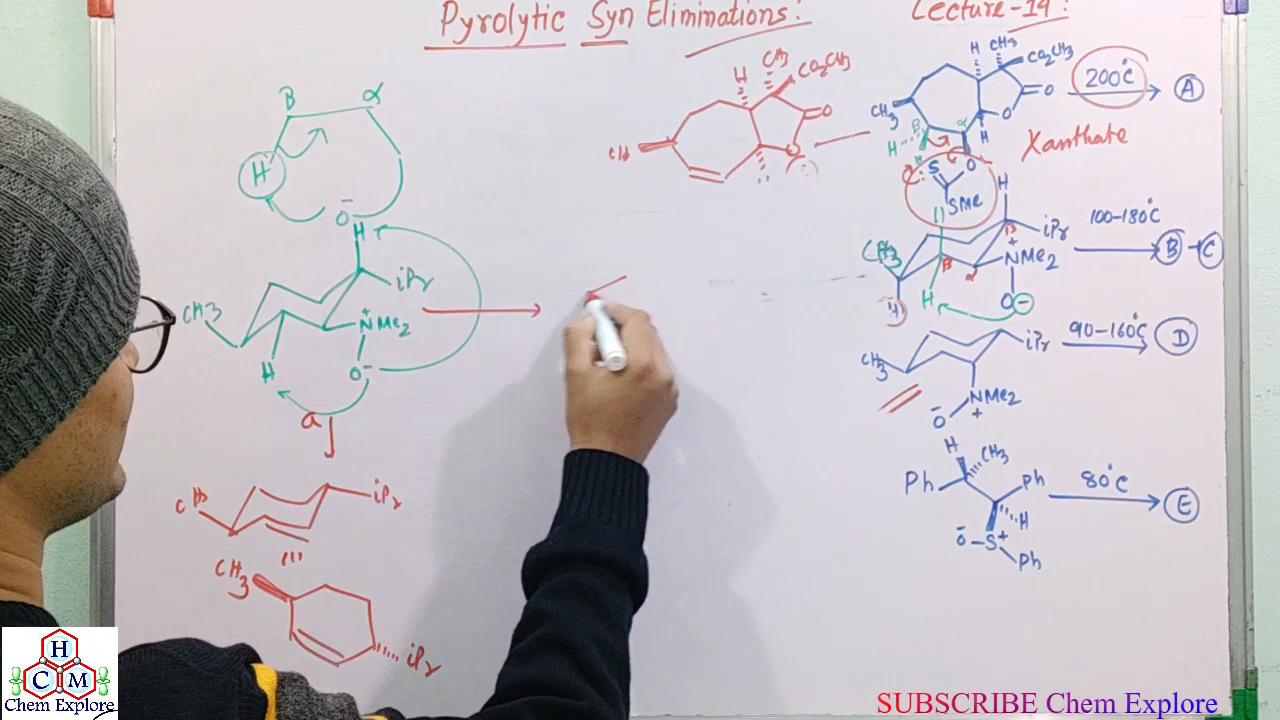 Pyrolytic Syn Eliminations:
Lecture-14:
B
α
H
O⁻
H
CH3
iPr
+
NMe2
H
O⁻
a
CH3
iPr
CH3
iPr
H
CH3
CO2CH3
O
H
CH3
CO2CH3
CH3
O
O
H
B
α
H
H
S
O
SMe
200°C
A
Xanthate
H
CH3
B
iPr
+
NMe2
B
α
H
O⁻
100-180°C
B + C
CH3
iPr
+
NMe2
O⁻
90-160°C
D
H
CH3
Ph
Ph
H
⁻O-S⁺
Ph
80°C
E
H
C M
Chem Explore
SUBSCRIBE Chem Explore